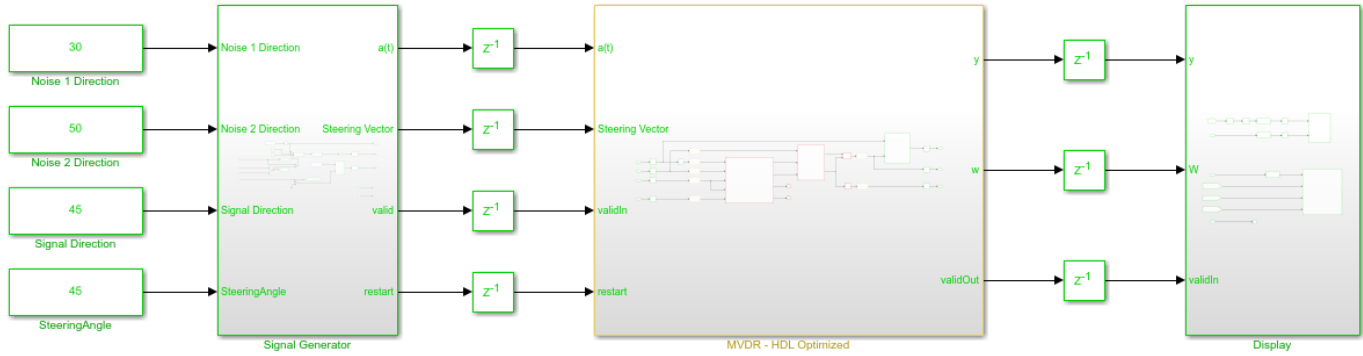 30
Noise 1 Direction
50
Noise 2 Direction
45
Signal Direction
45
SteeringAngle
Noise 1 Direction
Noise 2 Direction
Signal Direction
SteeringAngle
a(t)
Steering Vector
valid
restart
Signal Generator
z⁻¹
z⁻¹
z⁻¹
z⁻¹
a(t)
Steering Vector
validIn
restart
y
w
validOut
MVDR - HDL Optimized
z⁻¹
z⁻¹
z⁻¹
y
W
validIn
Display